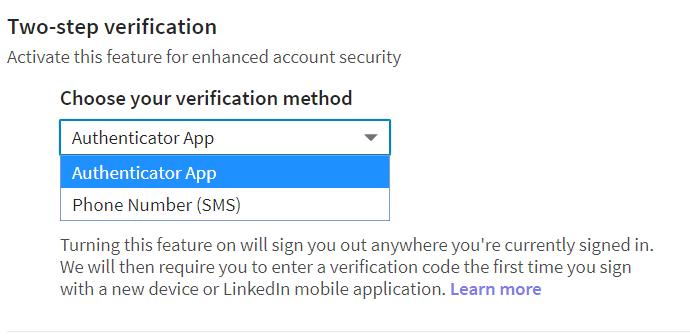 Two-step verification
Activate this feature for enhanced account security
Choose your verification method
Authenticator App
Authenticator App
Phone Number (SMS)
Turning this feature on will sign you out anywhere you're currently signed in.
We will then require you to enter a verification code the first time you sign
with a new device or LinkedIn mobile application. Learn more